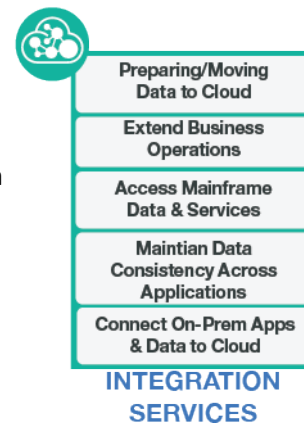 Preparing/Moving
Data to Cloud
Extend Business
Operations
Access Mainframe
Data & Services
Maintian Data
Consistency Across
Applications
Connect On-Prem Apps
& Data to Cloud
INTEGRATION
SERVICES